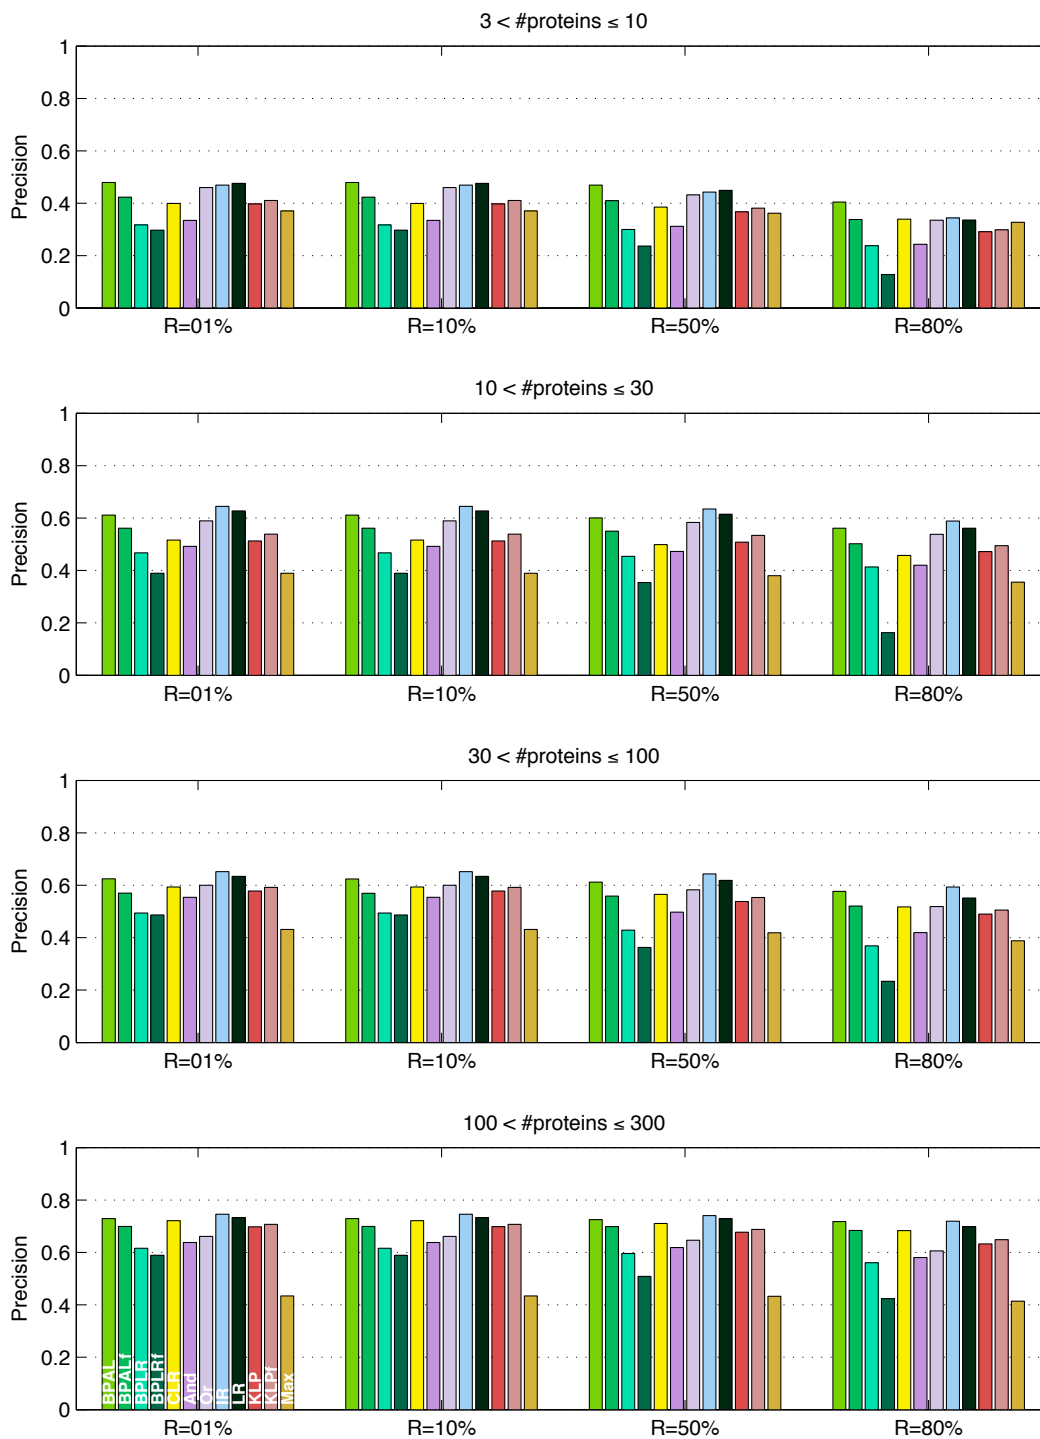 3 < #proteins ≤ 10
1
0.8
0.6
0.4
0.2
0
Precision
R=01% R=10% R=50% R=80%
10 < #proteins ≤ 30
1
0.8
0.6
0.4
0.2
0
Precision
R=01% R=10% R=50% R=80%
30 < #proteins ≤ 100
1
0.8
0.6
0.4
0.2
0
Precision
R=01% R=10% R=50% R=80%
100 < #proteins ≤ 300
1
0.8
0.6
0.4
0.2
0
Precision
BPAL
BPALf
BPLR
BPLRf
CLR
And
Or
IR
LR
KLP
KLPf
Max
R=01% R=10% R=50% R=80%